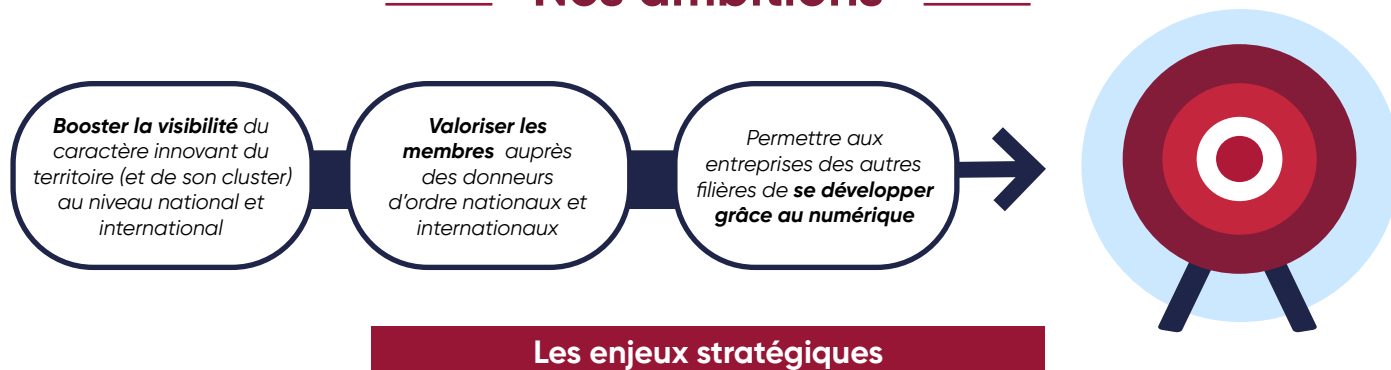 Nos ambitions
Booster la visibilité du
caractère innovant du
territoire (et de son cluster)
au niveau national et
international
Valoriser les
membres auprès
des donneurs
d'ordre nationaux et
internationaux
Permettre aux
entreprises des autres
filières de se développer
grâce au numérique
Les enjeux stratégiques